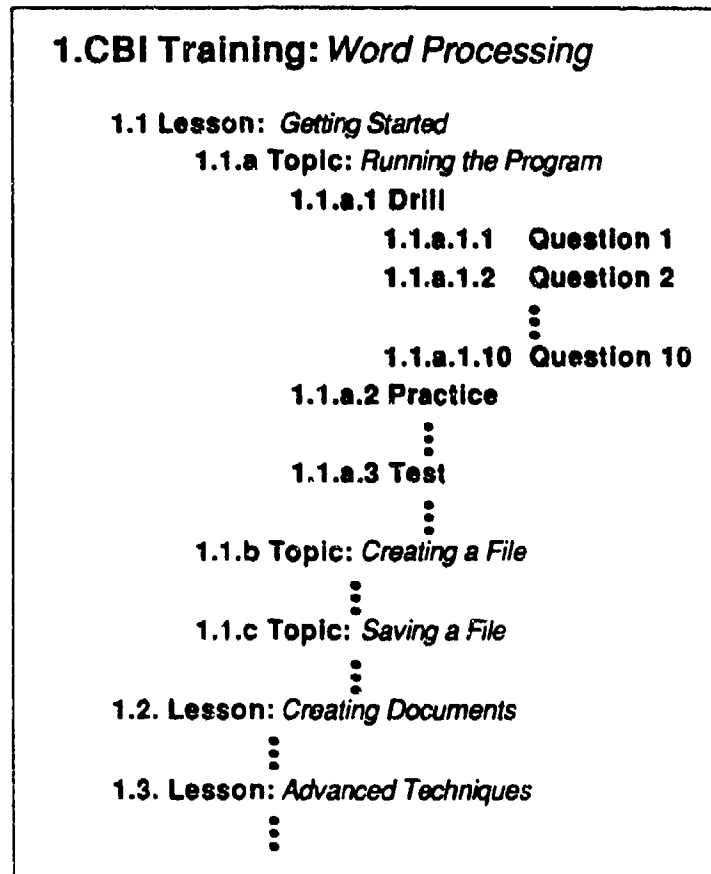 1.CBI Training: Word Processing
1.1 Lesson: Getting Started
1.1.a Topic: Running the Program
1.1.a.1 Drill
1.1.a.1.1 Question 1
1.1.a.1.2 Question 2
1.1.a.1.10 Question 10
1.1.a.2 Practice
1.1.a.3 Test
1.1.b Topic: Creating a File
1.1.c Topic: Saving a File
1.2. Lesson: Creating Documents
1.3. Lesson: Advanced Techniques